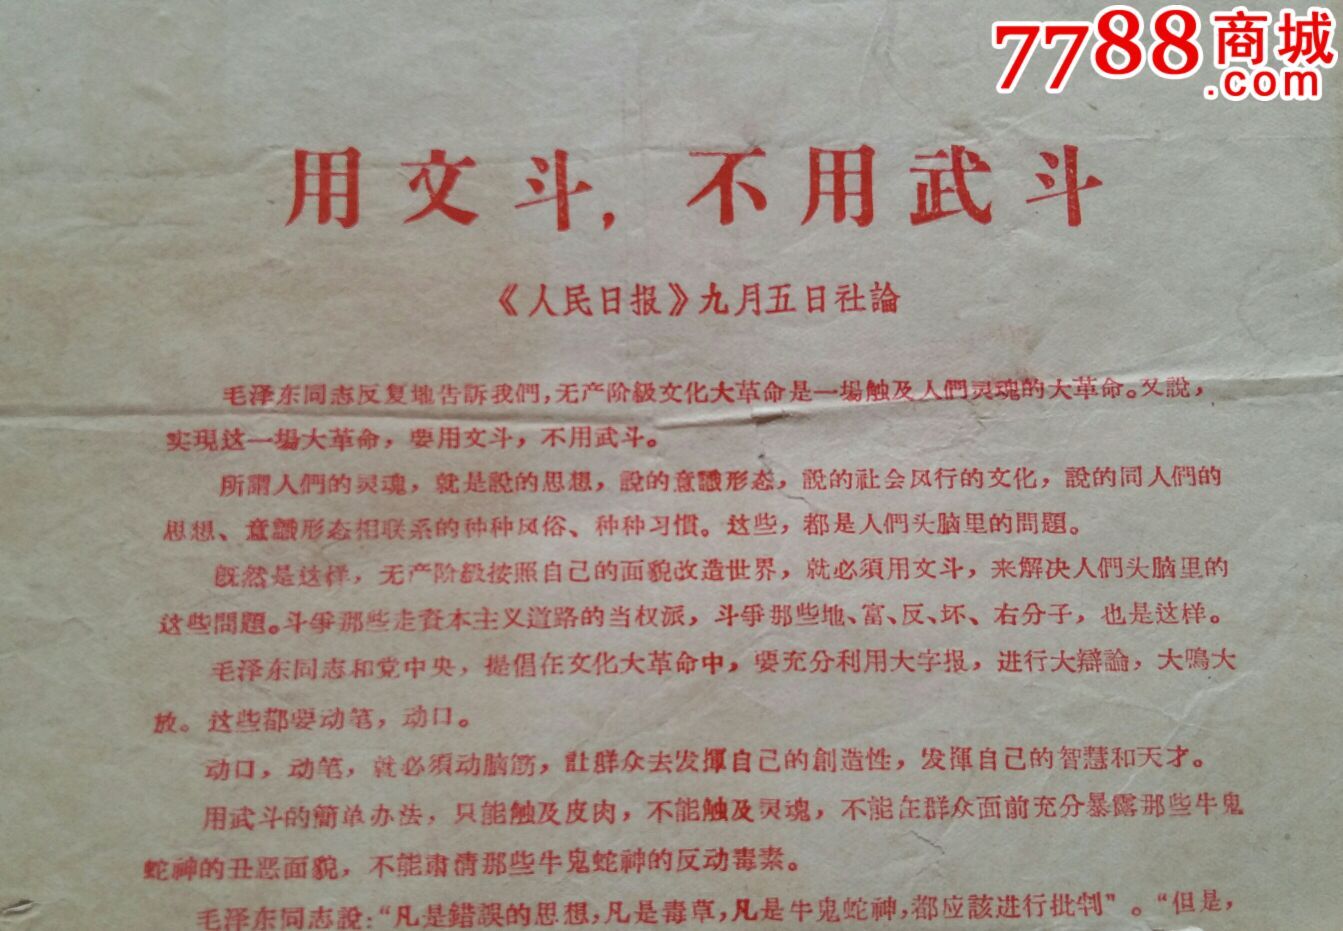 7788商城
.com
用文斗，不用武斗
《人民日报》九月五日社論
毛泽东同志反复地告訴我們，无产阶級文化大革命是一場触及人們灵魂的大革命。又說，
实現这一場大革命，要用文斗，不用武斗。
所謂人們的灵魂，就是說的思想，說的意識形态，說的社会风行的文化，說的同人們的
思想、意識形态相联系的种种风俗、种种习慣。这些，都是人們头脑里的問題。
既然是这样，无产阶級按照自己的面貌改造世界，就必須用文斗，来解决人們头脑里的
这些問題。斗爭那些走資本主义道路的当权派，斗爭那些地、富、反、坏、右分子，也是这样。
毛泽东同志和党中央，提倡在文化大革命中，要充分利用大字报，进行大辯論，大鳴大
放。这些都要动笔，动口。
动口，动笔，就必須动脑筋，让群众去发揮自己的創造性，发揮自己的智慧和天才。
用武斗的簡单办法，只能触及皮肉，不能触及灵魂，不能在群众面前充分暴露那些牛鬼
蛇神的丑恶面貌，不能肃清那些牛鬼蛇神的反动毒素。
毛泽东同志說：“凡是錯誤的思想，凡是毒草，凡是牛鬼蛇神，都应該进行批判”。“但是，